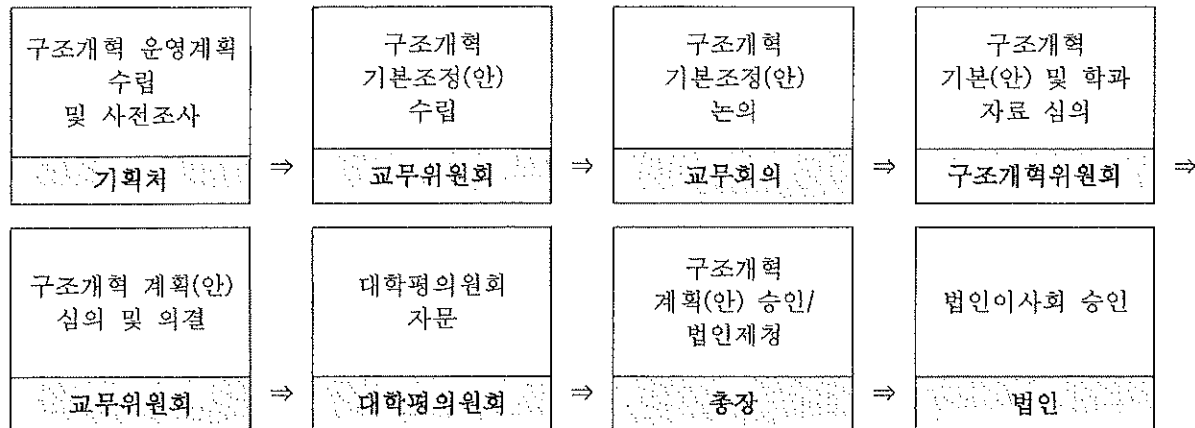 구조개혁 운영계획
수립
및 사전조사
기획처
⇒
구조개혁
기본조정(안)
수립
교무위원회
⇒
구조개혁
기본조정(안)
논의
교무회의
⇒
구조개혁
기본(안) 및 학과
자료 심의
구조개혁위원회
⇒
구조개혁 계획(안)
심의 및 의결
교무위원회
⇒
대학평의원회
자문
대학평의원회
⇒
구조개혁
계획(안) 승인/
법인제청
총장
⇒
법인이사회 승인
법인